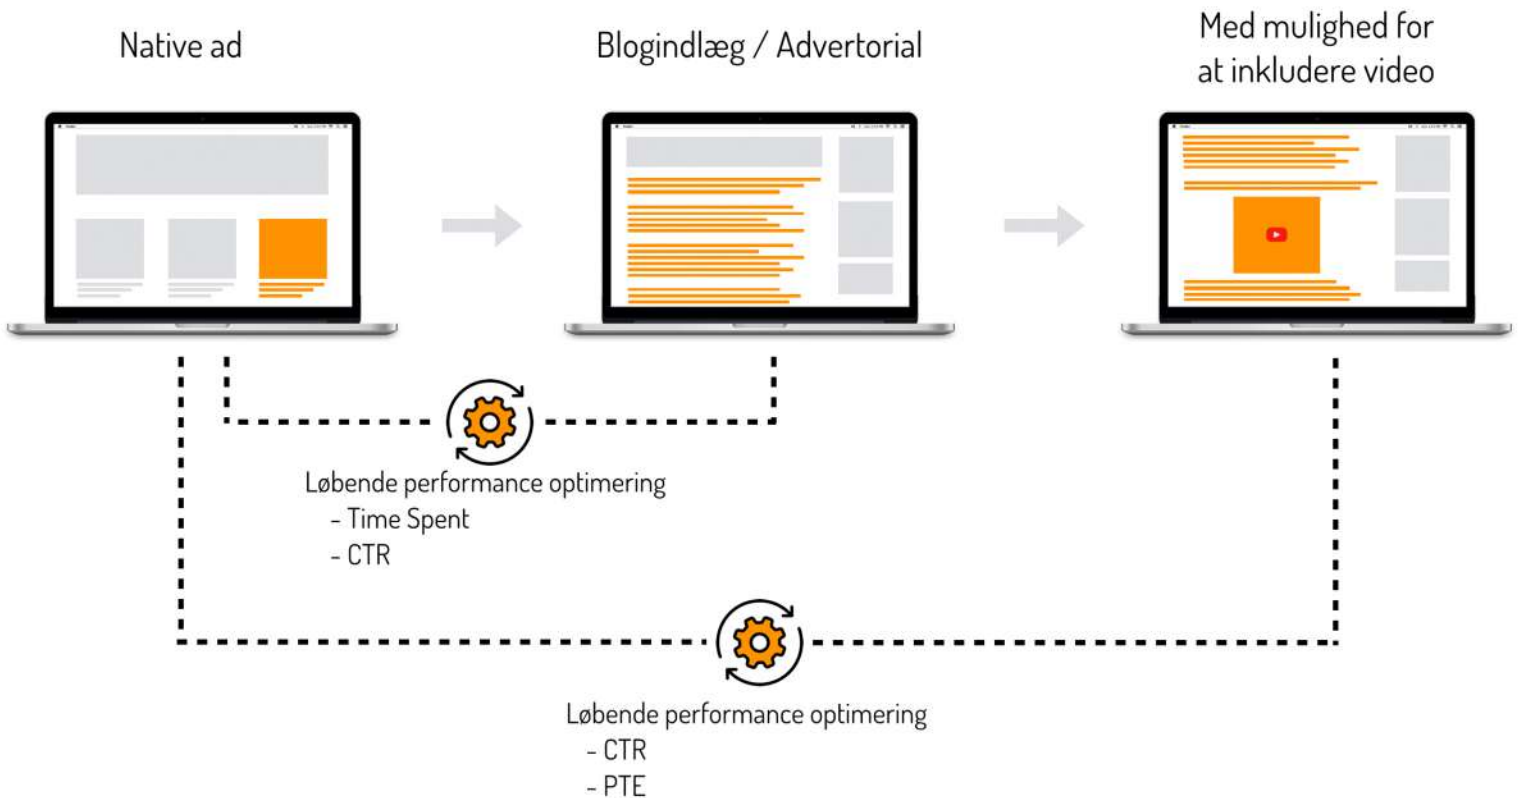 Native ad
Blogindlæg / Advertorial
Med mulighed for
at inkludere video
Løbende performance optimering
- Time Spent
- CTR
Løbende performance optimering
- CTR
- PTE